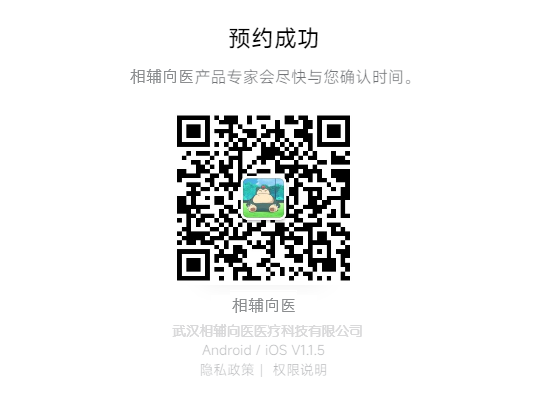 预约成功
相辅向医产品专家会尽快与您确认时间。
相辅向医
武汉相辅向医医疗科技有限公司
Android / iOS V1.1.5
隐私政策 | 权限说明